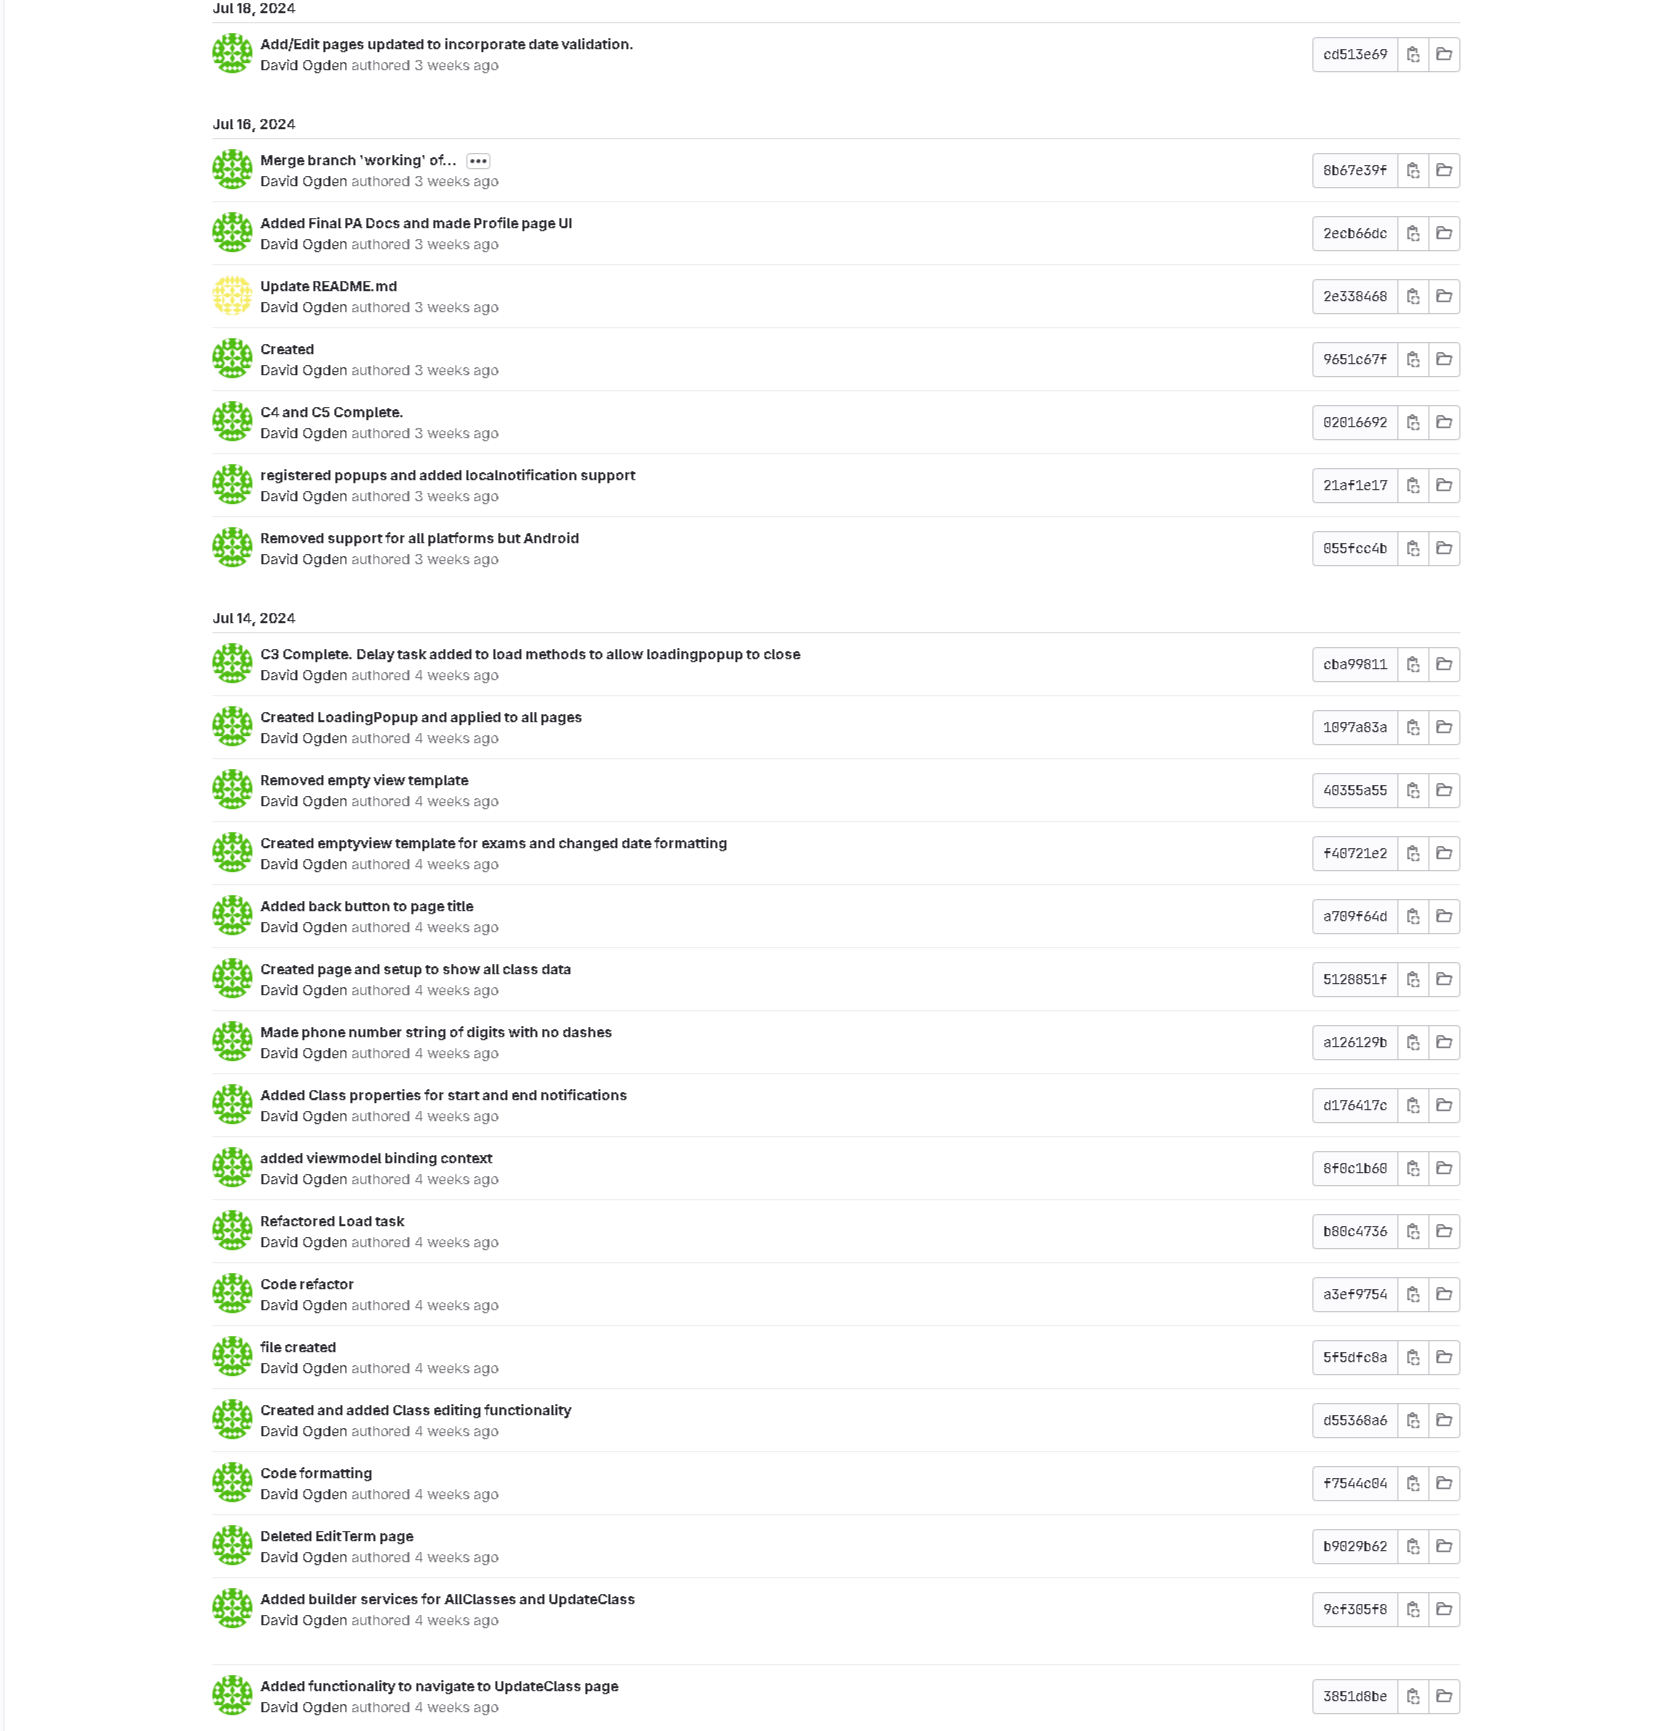 Jul 18, 2024
Add/Edit pages updated to incorporate date validation.
cd513e69
David Ogden authored 3 weeks ago
Jul 16, 2024
Merge branch 'working' of...
8b67e39f
David Ogden authored 3 weeks ago
Added Final PA Docs and made Profile page UI
2ecb66dc
David Ogden authored 3 weeks ago
Update README.md
2e338468
David Ogden authored 3 weeks ago
Created
9651c67f
David Ogden authored 3 weeks ago
C4 and C5 Complete.
02016692
David Ogden authored 3 weeks ago
registered popups and added localnotification support
21af1e17
David Ogden authored 3 weeks ago
Removed support for all platforms but Android
055fcc4b
David Ogden authored 3 weeks ago
Jul 14, 2024
C3 Complete. Delay task added to load methods to allow loadingpopup to close
cba99811
David Ogden authored 4 weeks ago
Created LoadingPopup and applied to all pages
1097a83a
David Ogden authored 4 weeks ago
Removed empty view template
40355a55
David Ogden authored 4 weeks ago
Created emptyview template for exams and changed date formatting
f40721e2
David Ogden authored 4 weeks ago
Added back button to page title
a709f64d
David Ogden authored 4 weeks ago
Created page and setup to show all class data
5128851f
David Ogden authored 4 weeks ago
Made phone number string of digits with no dashes
a126129b
David Ogden authored 4 weeks ago
Added Class properties for start and end notifications
d176417c
David Ogden authored 4 weeks ago
added viewmodel binding context
8f0c1b60
David Ogden authored 4 weeks ago
Refactored Load task
b80c4736
David Ogden authored 4 weeks ago
Code refactor
a3ef9754
David Ogden authored 4 weeks ago
file created
5f5dfc8a
David Ogden authored 4 weeks ago
Created and added Class editing functionality
d55368a6
David Ogden authored 4 weeks ago
Code formatting
f7544c04
David Ogden authored 4 weeks ago
Deleted EditTerm page
b9029b62
David Ogden authored 4 weeks ago
Added builder services for AllClasses and UpdateClass
9cf305f8
David Ogden authored 4 weeks ago
Added functionality to navigate to UpdateClass page
3851d8be
David Ogden authored 4 weeks ago